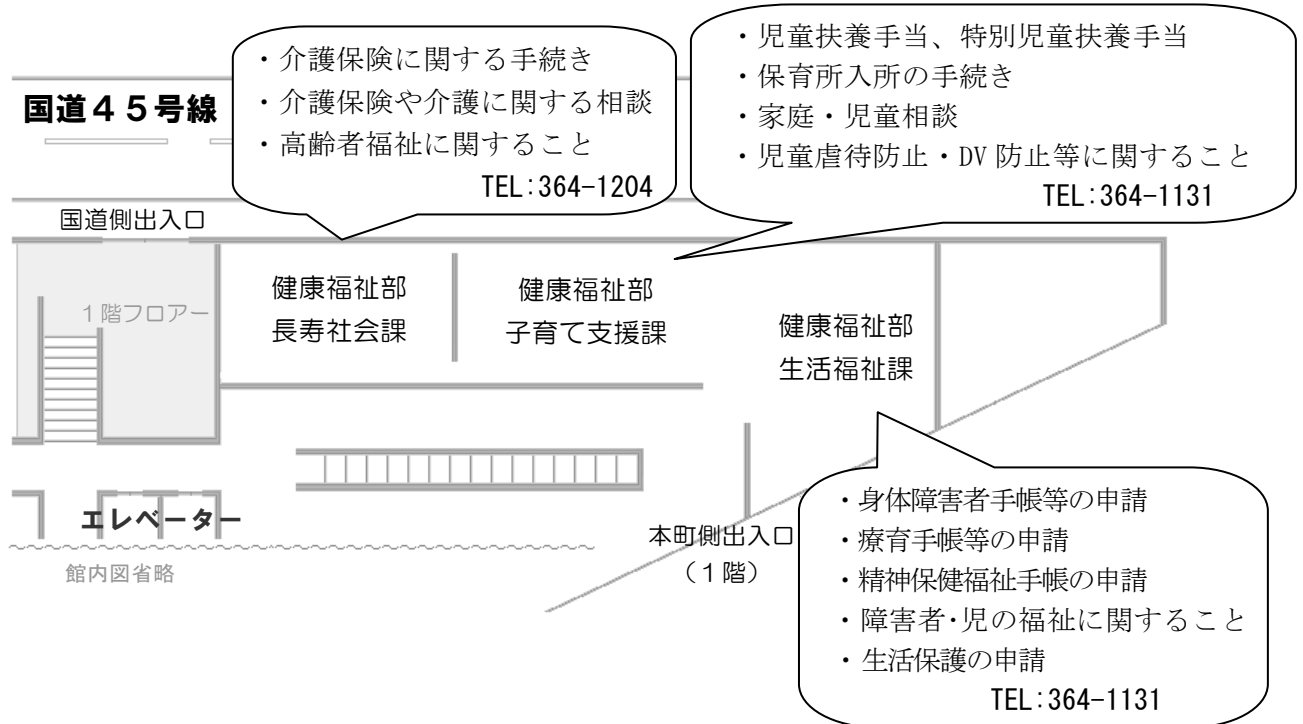 ・介護保険に関する手続き
・介護保険や介護に関する相談
・高齢者福祉に関すること
TEL:364-1204
・児童扶養手当、特別児童扶養手当
・保育所入所の手続き
・家庭・児童相談
・児童虐待防止・DV 防止等に関すること
TEL:364-1131
国道４５号線
国道側出入口
１階フロアー
健康福祉部
長寿社会課
健康福祉部
子育て支援課
健康福祉部
生活福祉課
エレベーター
館内図省略
本町側出入口
（１階）
・身体障害者手帳等の申請
・療育手帳等の申請
・精神保健福祉手帳の申請
・障害者･児の福祉に関すること
・生活保護の申請
TEL:364-1131